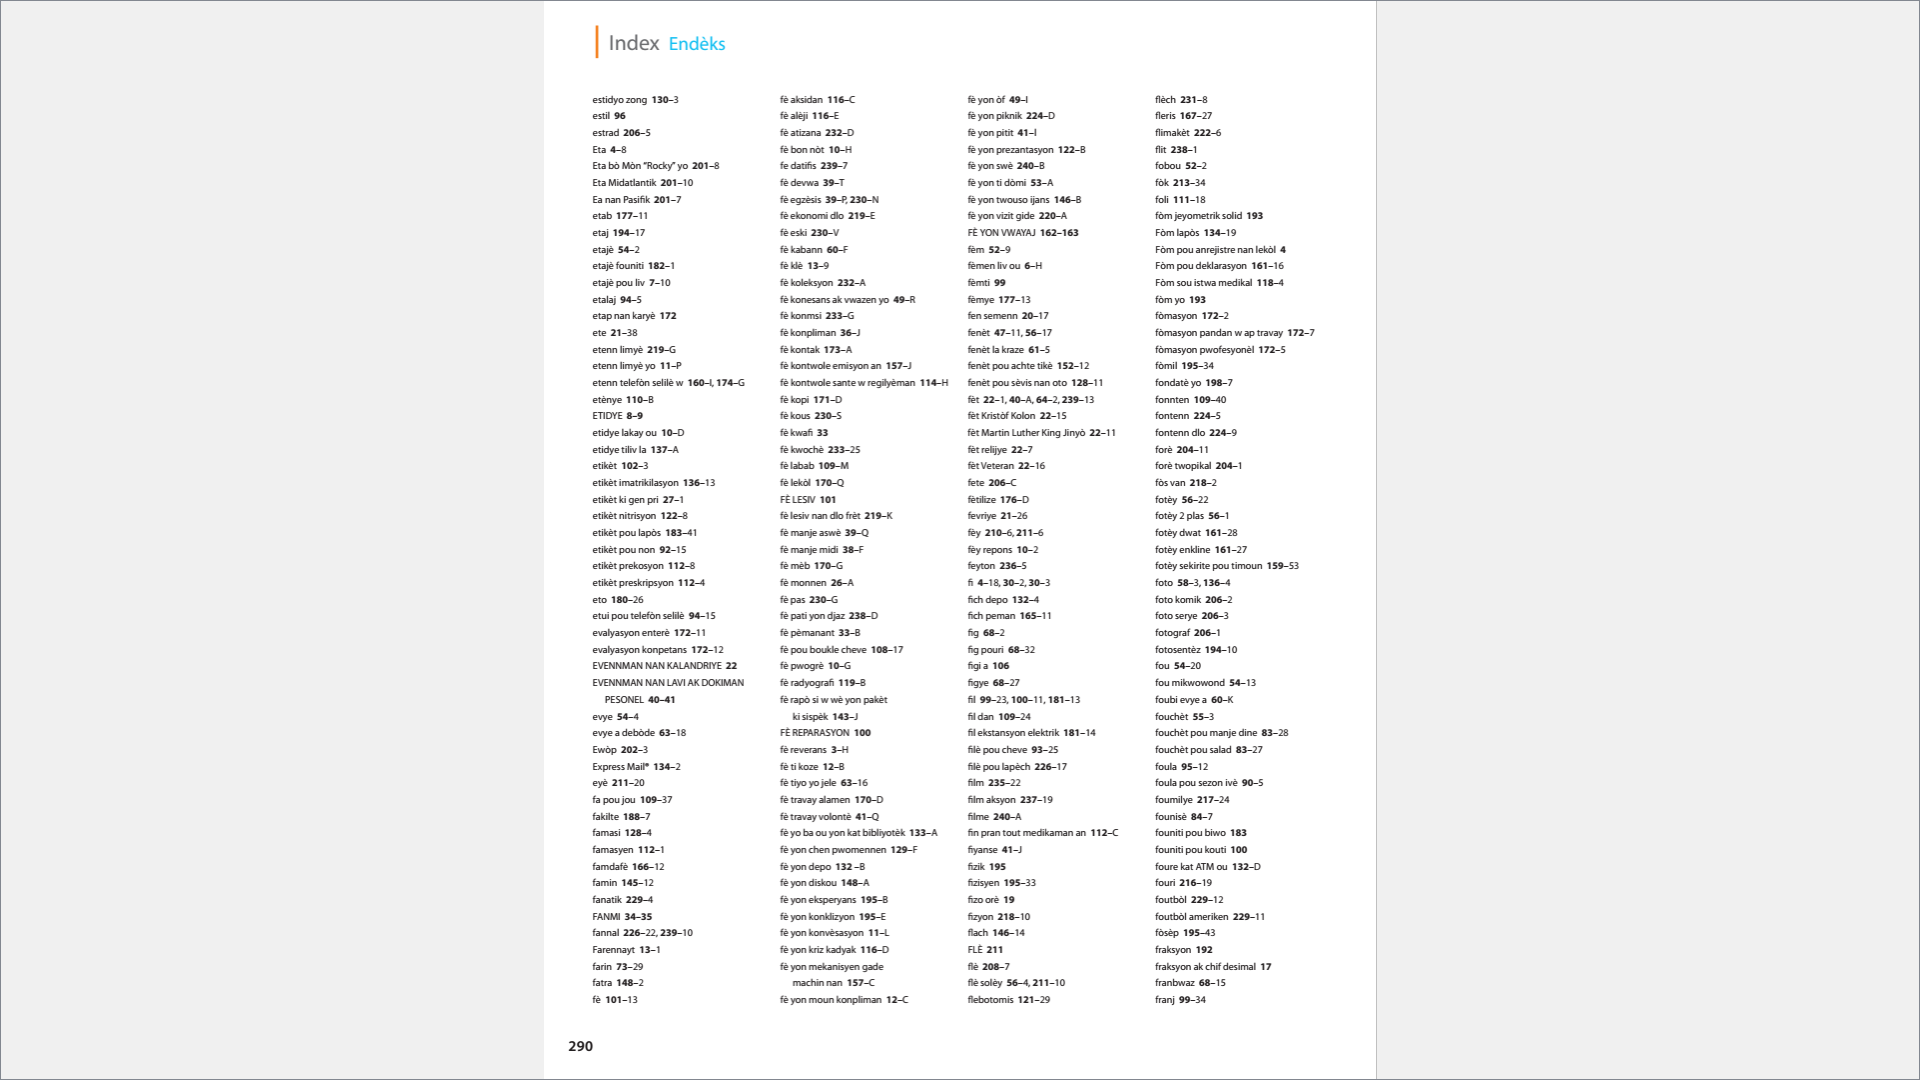 Index Endèks
estidyo zong 130–3
estil 96
estrad 206–5
Eta 4–8
Eta bò Mòn “Rocky” yo 201–8
Eta Midatlantik 201–10
Ea nan Pasifik 201–7
etab 177–11
etaj 194–17
etajè 54–2
etajè founiti 182–1
etajè pou liv 7–10
etalaj 94–5
etap nan karyè 172
ete 21–38
etenn limyè 219–G
etenn limyè yo 11–P
etenn telefòn selilè w 160–I, 174–G
etènye 110–B
ETIDYE 8–9
etidye lakay ou 10–D
etidye tiliv la 137–A
etikèt 102–3
etikèt imatrikilasyon 136–13
etikèt ki gen pri 27–1
etikèt nitrisyon 122–8
etikèt pou lapòs 183–41
etikèt pou non 92–15
etikèt prekosyon 112–8
etikèt preskripsyon 112–4
eto 180–26
etui pou telefòn selilè 94–15
evalyasyon enterè 172–11
evalyasyon konpetans 172–12
EVENNMAN NAN KALANDRIYE 22
EVENNMAN NAN LAVI AK DOKIMAN
PESONEL 40–41
evye 54–4
evye a debòde 63–18
Ewòp 202–3
Express Mail® 134–2
eyè 211–20
fa pou jou 109–37
fakilte 188–7
famasi 128–4
famasyen 112–1
famdafè 166–12
famin 145–12
fanatik 229–4
FANMI 34–35
fannal 226–22, 239–10
Farennayt 13–1
farin 73–29
fatra 148–2
fè 101–13
fè aksidan 116–C
fè alèji 116–E
fè atizana 232–D
fè bon nòt 10–H
fe datifis 239–7
fè devwa 39–T
fè egzèsis 39–P, 230–N
fè ekonomi dlo 219–E
fè eski 230–V
fè kabann 60–F
fè klè 13–9
fè koleksyon 232–A
fè konesans ak vwazen yo 49–R
fè konmsi 233–G
fè konpliman 36–J
fè kontak 173–A
fè kontwole emisyon an 157–J
fè kontwole sante w regilyèman 114–H
fè kopi 171–D
fè kous 230–S
fè kwafi 33
fè kwochè 233–25
fè labab 109–M
fè lekòl 170–Q
FÈ LESIV 101
fè lesiv nan dlo frèt 219–K
fè manje aswè 39–Q
fè manje midi 38–F
fè mèb 170–G
fè monnen 26–A
fè pas 230–G
fè pati yon djaz 238–D
fè pèmanant 33–B
fè pou boukle cheve 108–17
fè pwogrè 10–G
fè radyografi 119–B
fè rapò si w wè yon pakèt
ki sispèk 143–J
FÈ REPARASYON 100
fè reverans 3–H
fè ti koze 12–B
fè tiyo yo jele 63–16
fè travay alamen 170–D
fè travay volontè 41–Q
fè yo ba ou yon kat bibliyotèk 133–A
fè yon chen pwomennen 129–F
fè yon depo 132 –B
fè yon diskou 148–A
fè yon eksperyans 195–B
fè yon konklizyon 195–E
fè yon konvèsasyon 11–L
fè yon kriz kadyak 116–D
fè yon mekanisyen gade
machin nan 157–C
fè yon moun konpliman 12–C
fè yon òf 49–I
fè yon piknik 224–D
fè yon pitit 41–I
fè yon prezantasyon 122–B
fè yon swè 240–B
fè yon ti dòmi 53–A
fè yon twouso ijans 146–B
fè yon vizit gide 220–A
FÈ YON VWAYAJ 162–163
fèm 52–9
fèmen liv ou 6–H
fèmti 99
fèmye 177–13
fen semenn 20–17
fenèt 47–11, 56–17
fenèt la kraze 61–5
fenèt pou achte tikè 152–12
fenèt pou sèvis nan oto 128–11
fèt 22–1, 40–A, 64–2, 239–13
fèt Kristòf Kolon 22–15
fèt Martin Luther King Jinyò 22–11
fèt relijye 22–7
fèt Veteran 22–16
fete 206–C
fètilize 176–D
fevriye 21–26
fèy 210–6, 211–6
fèy repons 10–2
feyton 236–5
fi 4–18, 30–2, 30–3
fich depo 132–4
fich peman 165–11
fig 68–2
fig pouri 68–32
figi a 106
figye 68–27
fil 99–23, 100–11, 181–13
fil dan 109–24
fil ekstansyon elektrik 181–14
filè pou cheve 93–25
filè pou lapèch 226–17
film 235–22
film aksyon 237–19
filme 240–A
fin pran tout medikaman an 112–C
fiyanse 41–J
fizik 195
fizisyen 195–33
fizo orè 19
fizyon 218–10
flach 146–14
FLÈ 211
flè 208–7
flè solèy 56–4, 211–10
flebotomis 121–29
flèch 231–8
fleris 167–27
flimakèt 222–6
flit 238–1
fobou 52–2
fòk 213–34
foli 111–18
fòm jeyometrik solid 193
Fòm lapòs 134–19
Fòm pou anrejistre nan lekòl 4
Fòm pou deklarasyon 161–16
Fòm sou istwa medikal 118–4
fòm yo 193
fòmasyon 172–2
fòmasyon pandan w ap travay 172–7
fòmasyon pwofesyonèl 172–5
fòmil 195–34
fondatè yo 198–7
fonnten 109–40
fontenn 224–5
fontenn dlo 224–9
forè 204–11
forè twopikal 204–1
fòs van 218–2
fotèy 56–22
fotèy 2 plas 56–1
fotèy dwat 161–28
fotèy enkline 161–27
fotèy sekirite pou timoun 159–53
foto 58–3, 136–4
foto komik 206–2
foto serye 206–3
fotograf 206–1
fotosentèz 194–10
fou 54–20
fou mikwowond 54–13
foubi evye a 60–K
fouchèt 55–3
fouchèt pou manje dine 83–28
fouchèt pou salad 83–27
foula 95–12
foula pou sezon ivè 90–5
foumilye 217–24
founisè 84–7
founiti pou biwo 183
founiti pou kouti 100
foure kat ATM ou 132–D
fouri 216–19
foutbòl 229–12
foutbòl ameriken 229–11
fòsèp 195–43
fraksyon 192
fraksyon ak chif desimal 17
franbwaz 68–15
franj 99–34
290